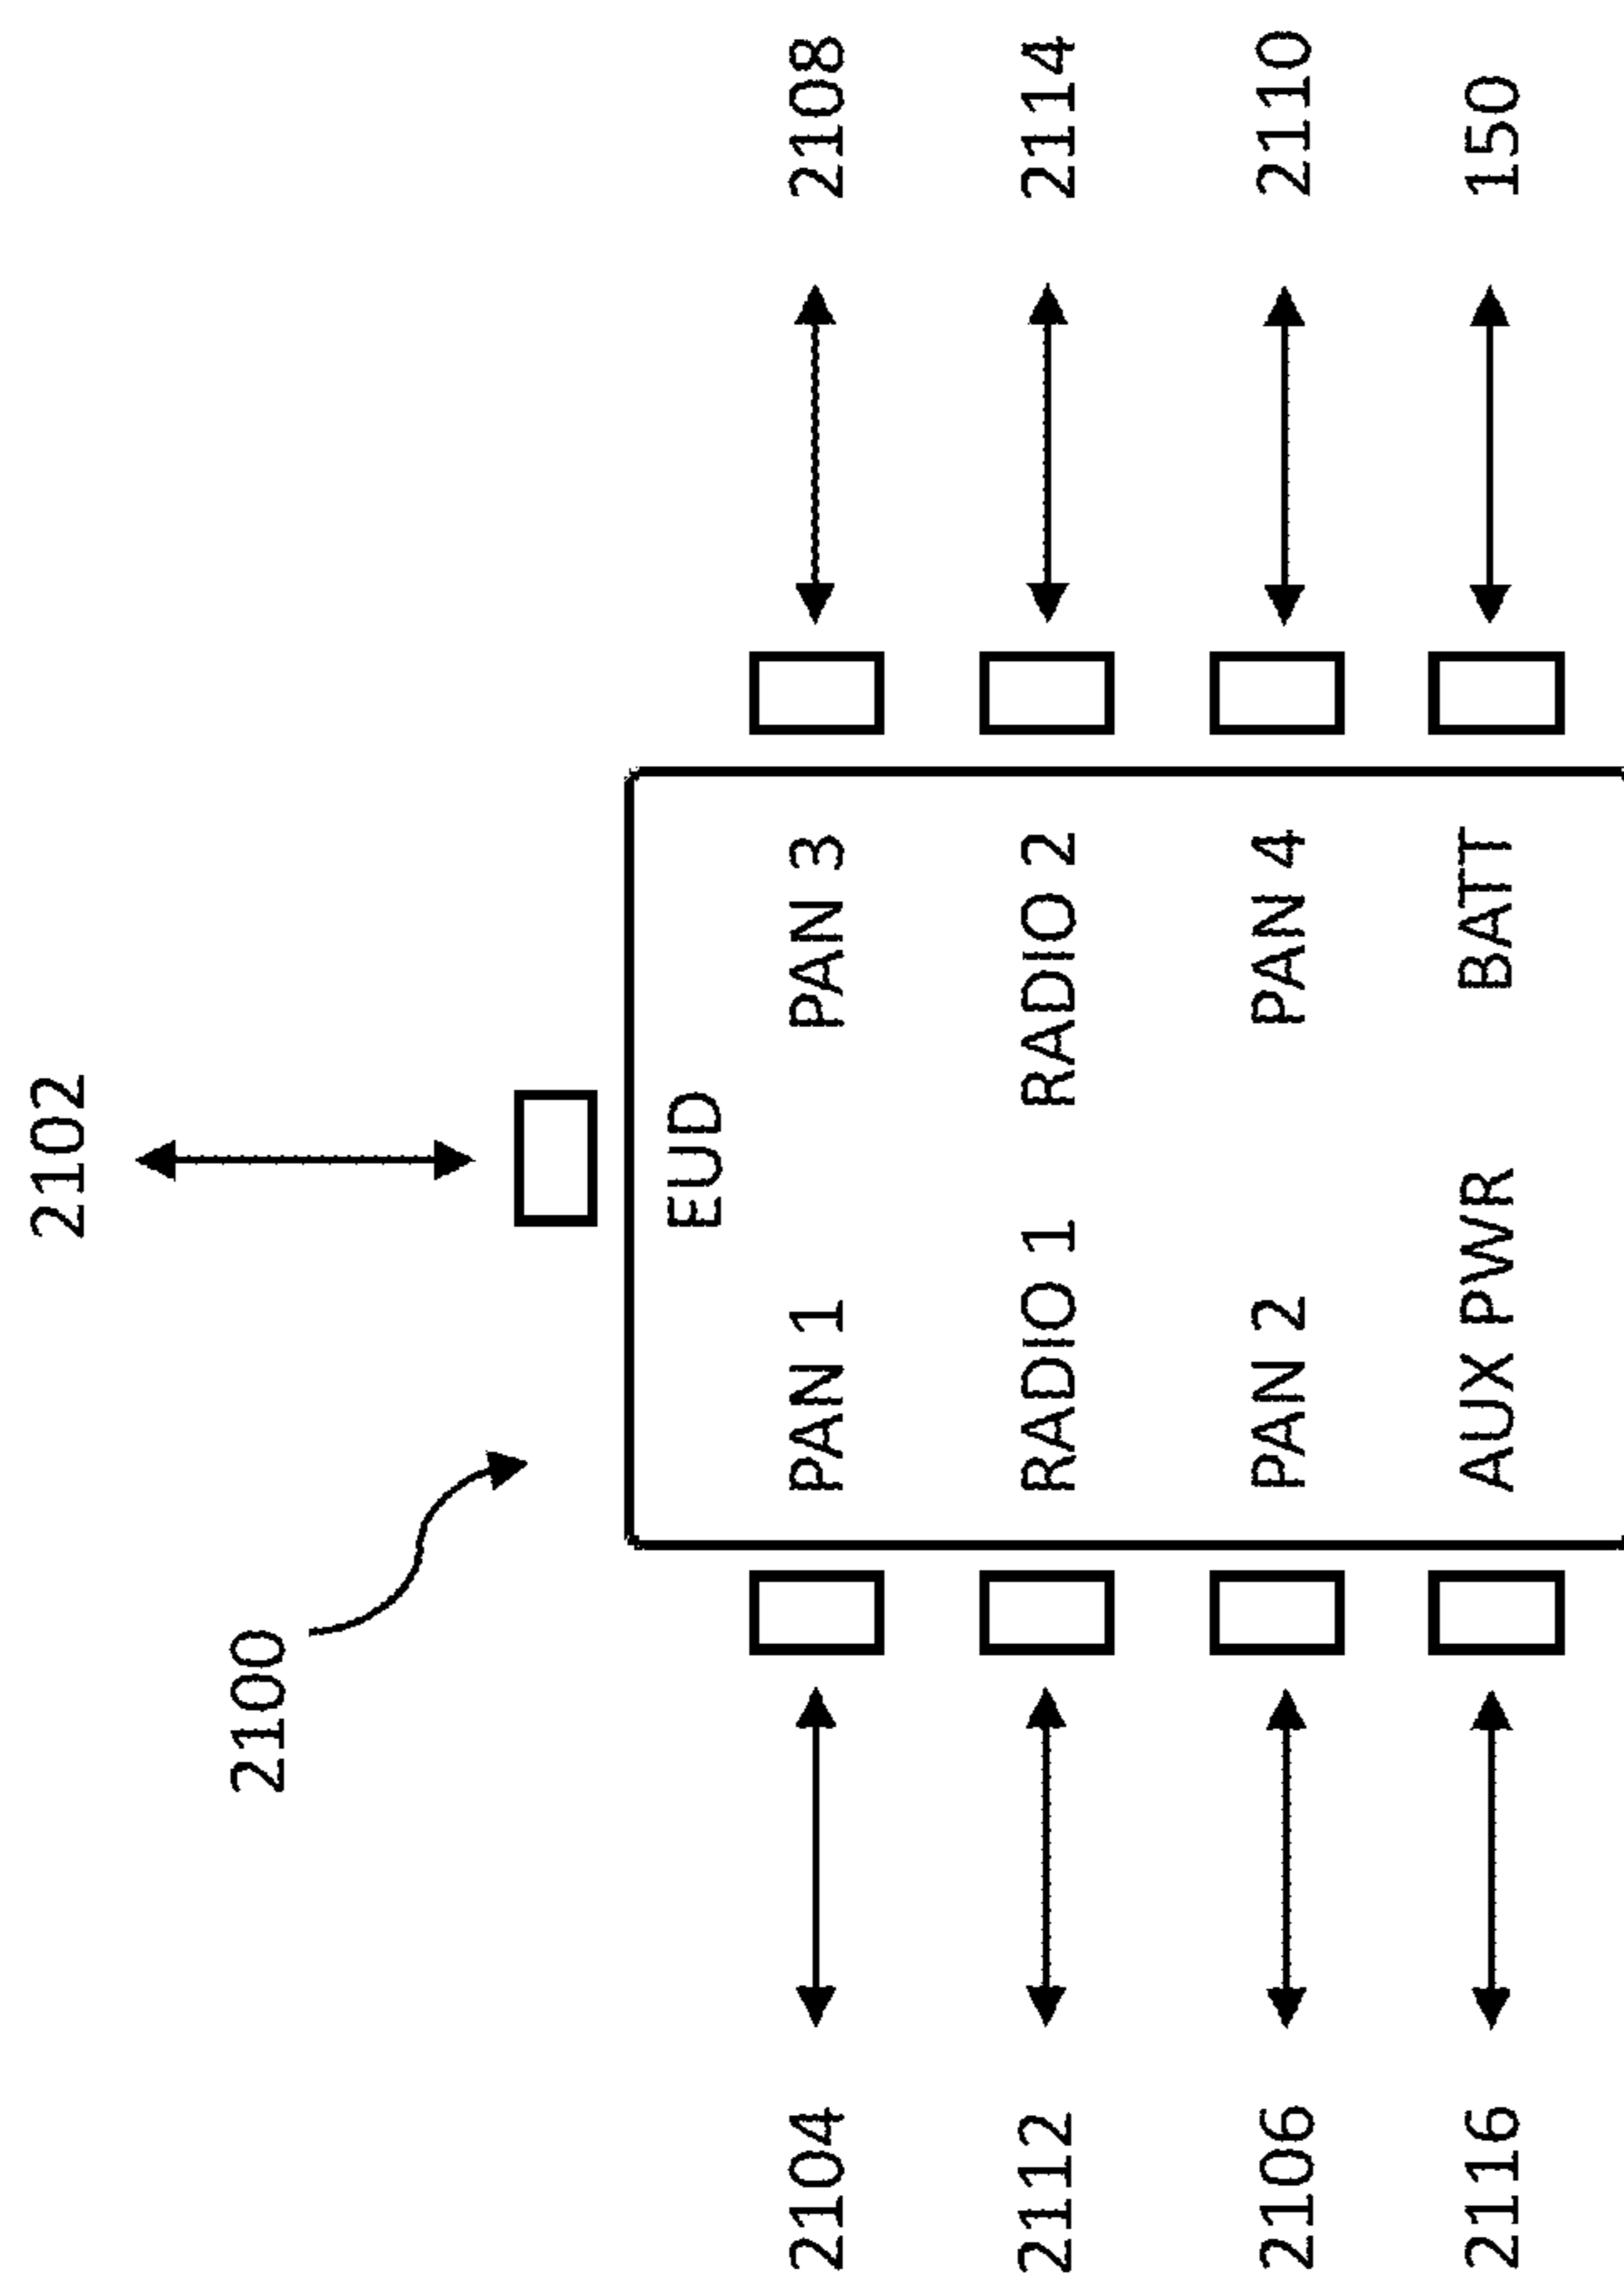 2102
2100
EUD
2104 PAN 1 PAN 3 2108
2112 RADIO 1 RADIO 2 2114
2106 PAN 2 PAN 4 2110
2116 AUX PWR BATT 150